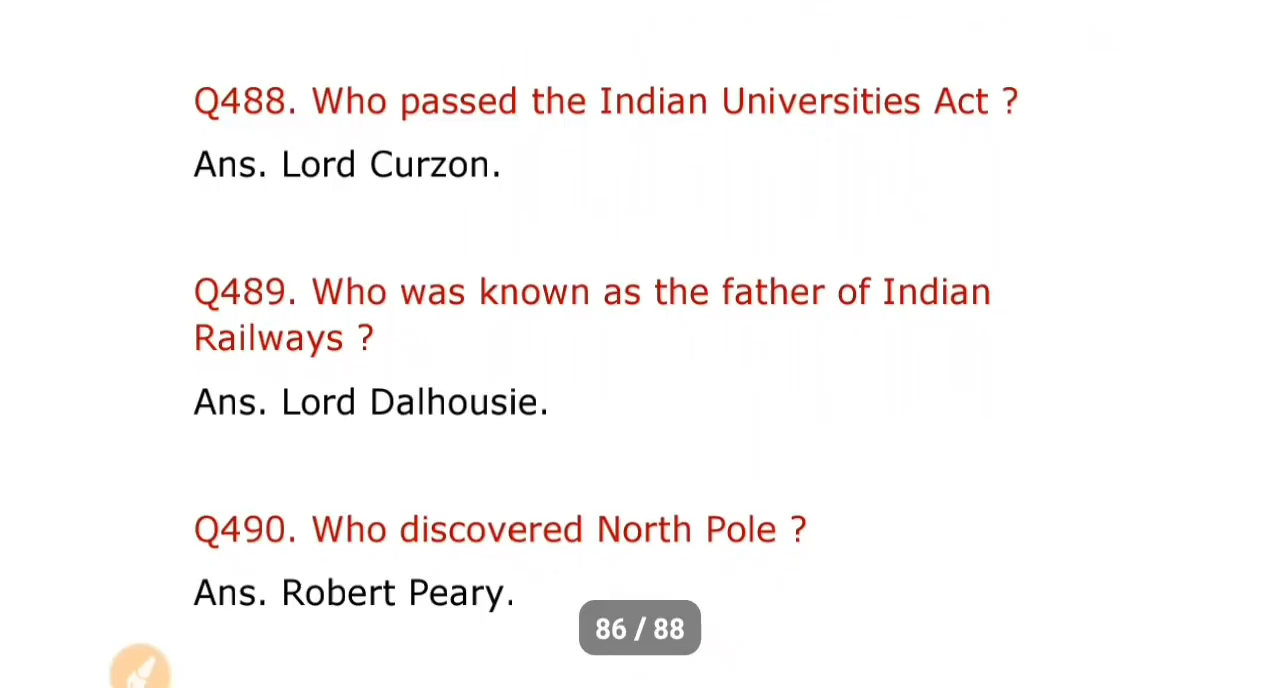 Q488. Who passed the Indian Universities Act ?
Ans. Lord Curzon.
Q489. Who was known as the father of Indian
Railways ?
Ans. Lord Dalhousie.
Q490. Who discovered North Pole ?
Ans. Robert Peary.
86 / 88